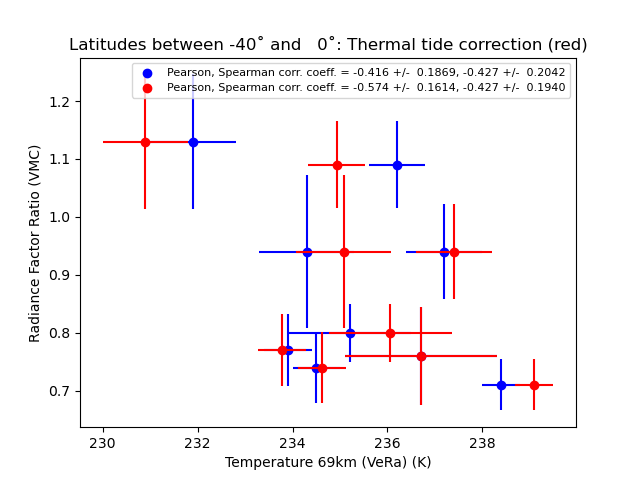 Latitudes between -40˚ and   0˚: Thermal tide correction (red)
Pearson, Spearman corr. coeff. = -0.416 +/-  0.1869, -0.427 +/-  0.2042
Pearson, Spearman corr. coeff. = -0.574 +/-  0.1614, -0.427 +/-  0.1940
Radiance Factor Ratio (VMC)
1.2
1.1
1.0
0.9
0.8
0.7
230 232 234 236 238
Temperature 69km (VeRa) (K)